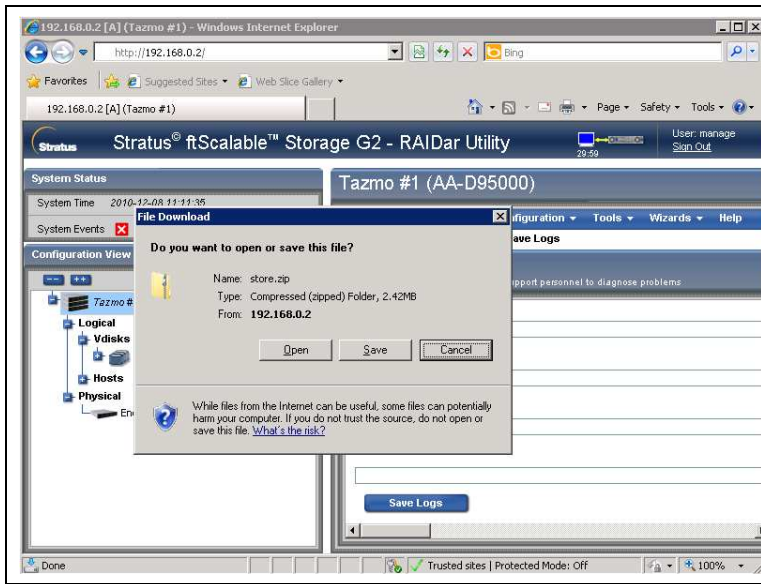 192.168.0.2 [A] (Tazmo #1) - Windows Internet Explorer
http://192.168.0.2/
Bing
Favorites
Suggested Sites
Web Slice Gallery
192.168.0.2 [A] (Tazmo #1)
Page
Safety
Tools
Stratus
Stratus© ftScalable™ Storage G2 - RAIDar Utility
29:59
User: manage
Sign Out
System Status
System Time 2010-12-08 11:11:35
System Events
Configuration View
Tazmo #
Logical
Vdisks
Hosts
Physical
En
Tazmo #1 (AA-D95000)
figuration
Tools
Wizards
Help
ave Logs
pport personnel to diagnose problems
File Download
Do you want to open or save this file?
Name: store.zip
Type: Compressed (zipped) Folder, 2.42MB
From: 192.168.0.2
Open
Save
Cancel
While files from the Internet can be useful, some files can potentially
harm your computer. If you do not trust the source, do not open or
save this file. What's the risk?
Save Logs
Done
Trusted sites | Protected Mode: Off
100%